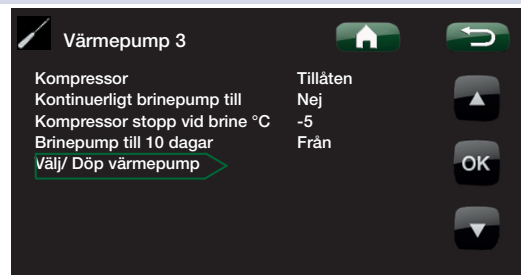 Värmepump 3
Kompressor Tillåten
Kontinuerligt brinepump till Nej
Kompressor stopp vid brine °C -5
Brinepump till 10 dagar Från
Välj/ Döp värmepump
OK